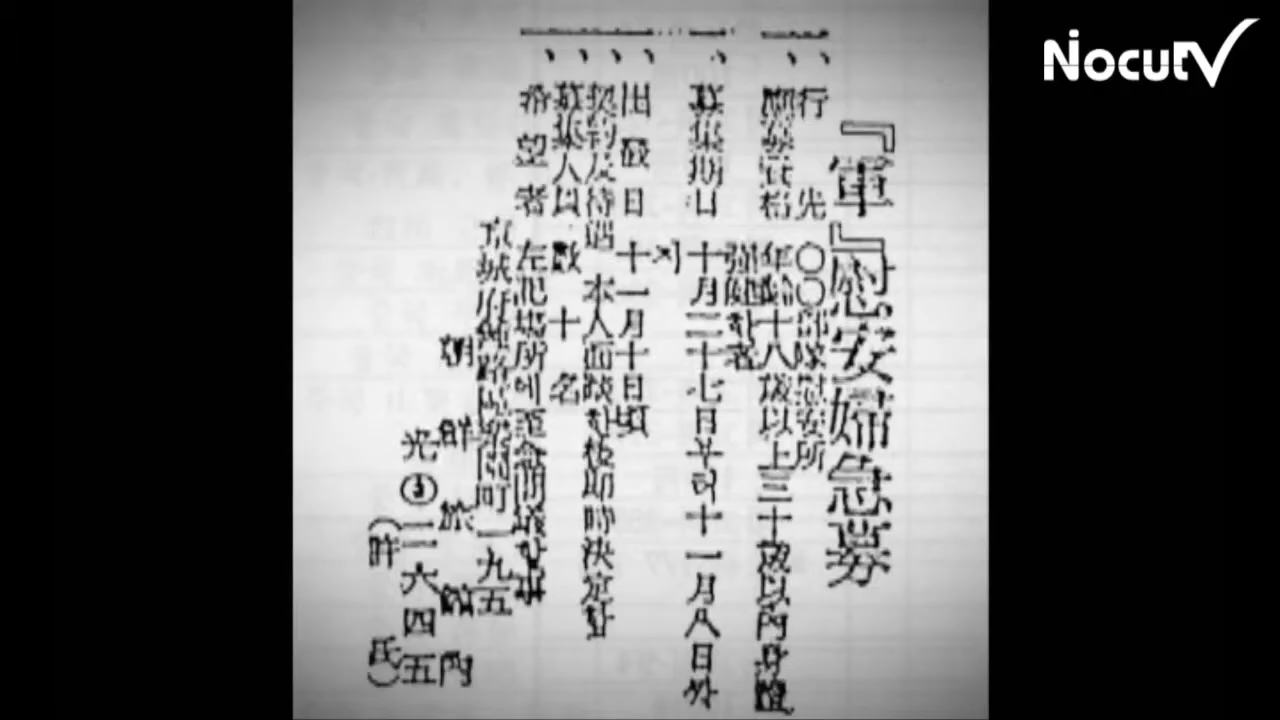 NocutV
『軍』慰安婦急募
一、行先 ○○部隊慰安所
一、應募資格 年齡十八歲以上三十歲以內身體
强健한者
一、募集期日 十月二十七日부터十一月八日ᄭᅡ
지
一、出發日 十一月十日頃
一、契約及待遇 本人面談한後即時決定함
一、募集人員 數十名
一、希望者 左記場所에至急問議할事
京城府鍾路區樂園町一九五
朝鮮旅館內
光③二六四五
(許氏)